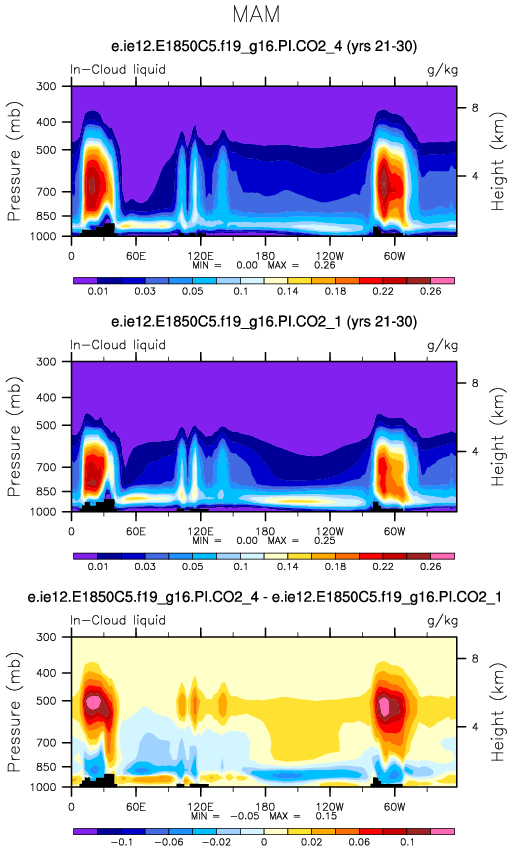 MAM
e.ie12.E1850C5.f19_g16.PI.CO2_4 (yrs 21-30)
In-Cloud liquid g/kg
Pressure (mb)
300
400
500
700
850
1000
Height (km)
8
4
0 60E 120E 180 120W 60W
MIN = 0.00 MAX = 0.26
0.01 0.03 0.05 0.1 0.14 0.18 0.22 0.26
e.ie12.E1850C5.f19_g16.PI.CO2_1 (yrs 21-30)
In-Cloud liquid g/kg
Pressure (mb)
300
400
500
700
850
1000
Height (km)
8
4
0 60E 120E 180 120W 60W
MIN = 0.00 MAX = 0.25
0.01 0.03 0.05 0.1 0.14 0.18 0.22 0.26
e.ie12.E1850C5.f19_g16.PI.CO2_4 - e.ie12.E1850C5.f19_g16.PI.CO2_1
In-Cloud liquid g/kg
Pressure (mb)
300
400
500
700
850
1000
Height (km)
8
4
0 60E 120E 180 120W 60W
MIN = -0.05 MAX = 0.15
-0.1 -0.06 -0.02 0 0.02 0.06 0.1